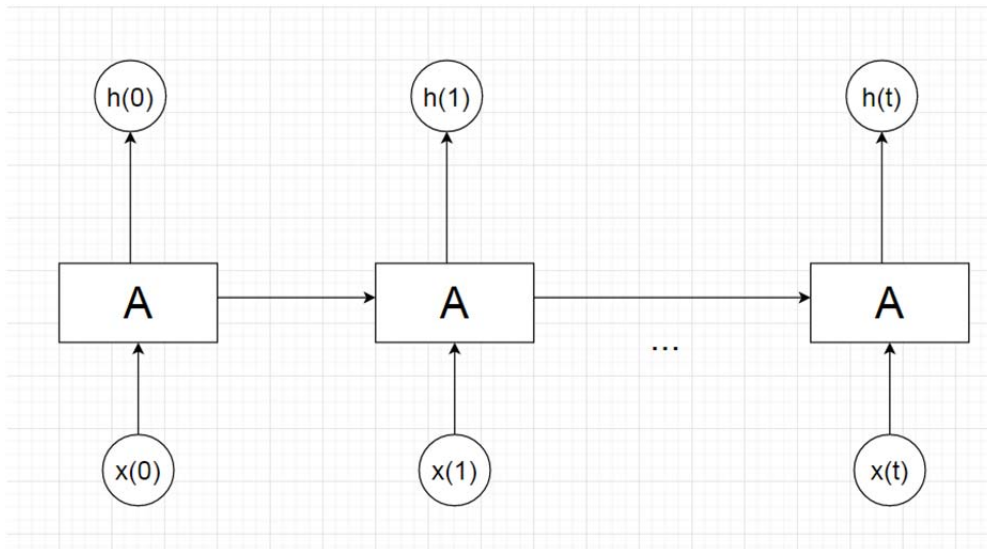 h(0) h(1) h(t)
A A A
...
x(0) x(1) x(t)